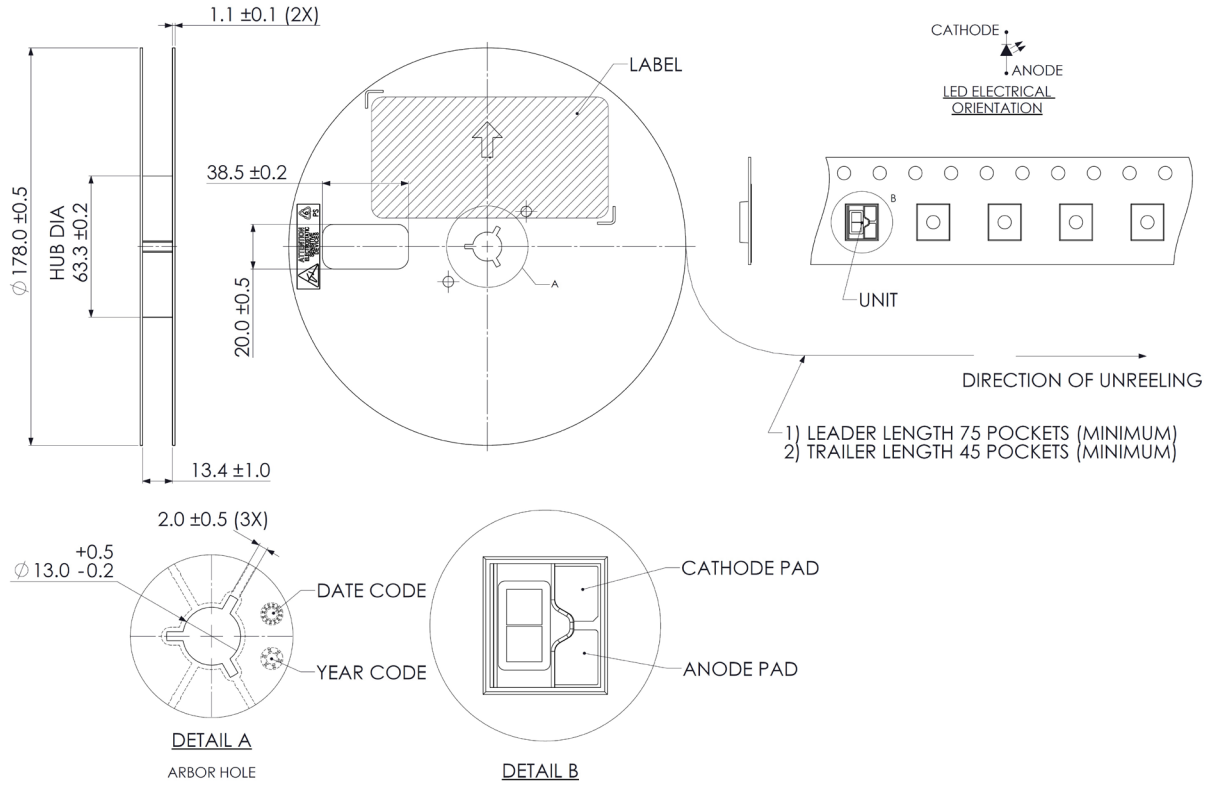 1.1 ±0.1 (2X)
CATHODE
ANODE
LED ELECTRICAL
ORIENTATION
LABEL
38.5 ±0.2
∅178.0 ±0.5
HUB DIA
63.3 ±0.2
20.0 ±0.5
PS
ATTENTION
A
B
UNIT
DIRECTION OF UNREELING
1) LEADER LENGTH 75 POCKETS (MINIMUM)
2) TRAILER LENGTH 45 POCKETS (MINIMUM)
13.4 ±1.0
2.0 ±0.5 (3X)
∅13.0 +0.5 -0.2
DATE CODE
YEAR CODE
CATHODE PAD
ANODE PAD
DETAIL A
ARBOR HOLE
DETAIL B